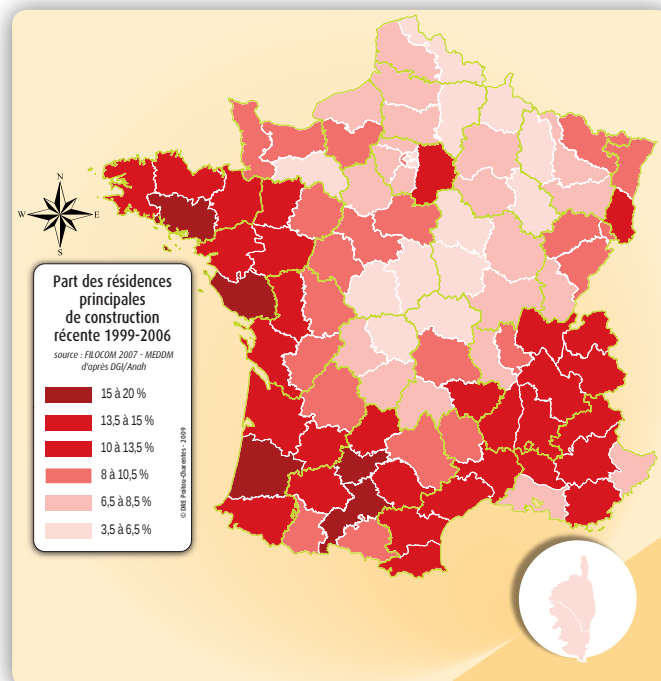 N
W
E
S
Part des résidences
principales
de construction
récente 1999-2006
source : FILOCOM 2007 - MEDDM
d'après DGI/Anah
15 à 20 %
13,5 à 15 %
10 à 13,5 %
8 à 10,5 %
6,5 à 8,5 %
3,5 à 6,5 %
© DRE Poitou-Charentes - 2009